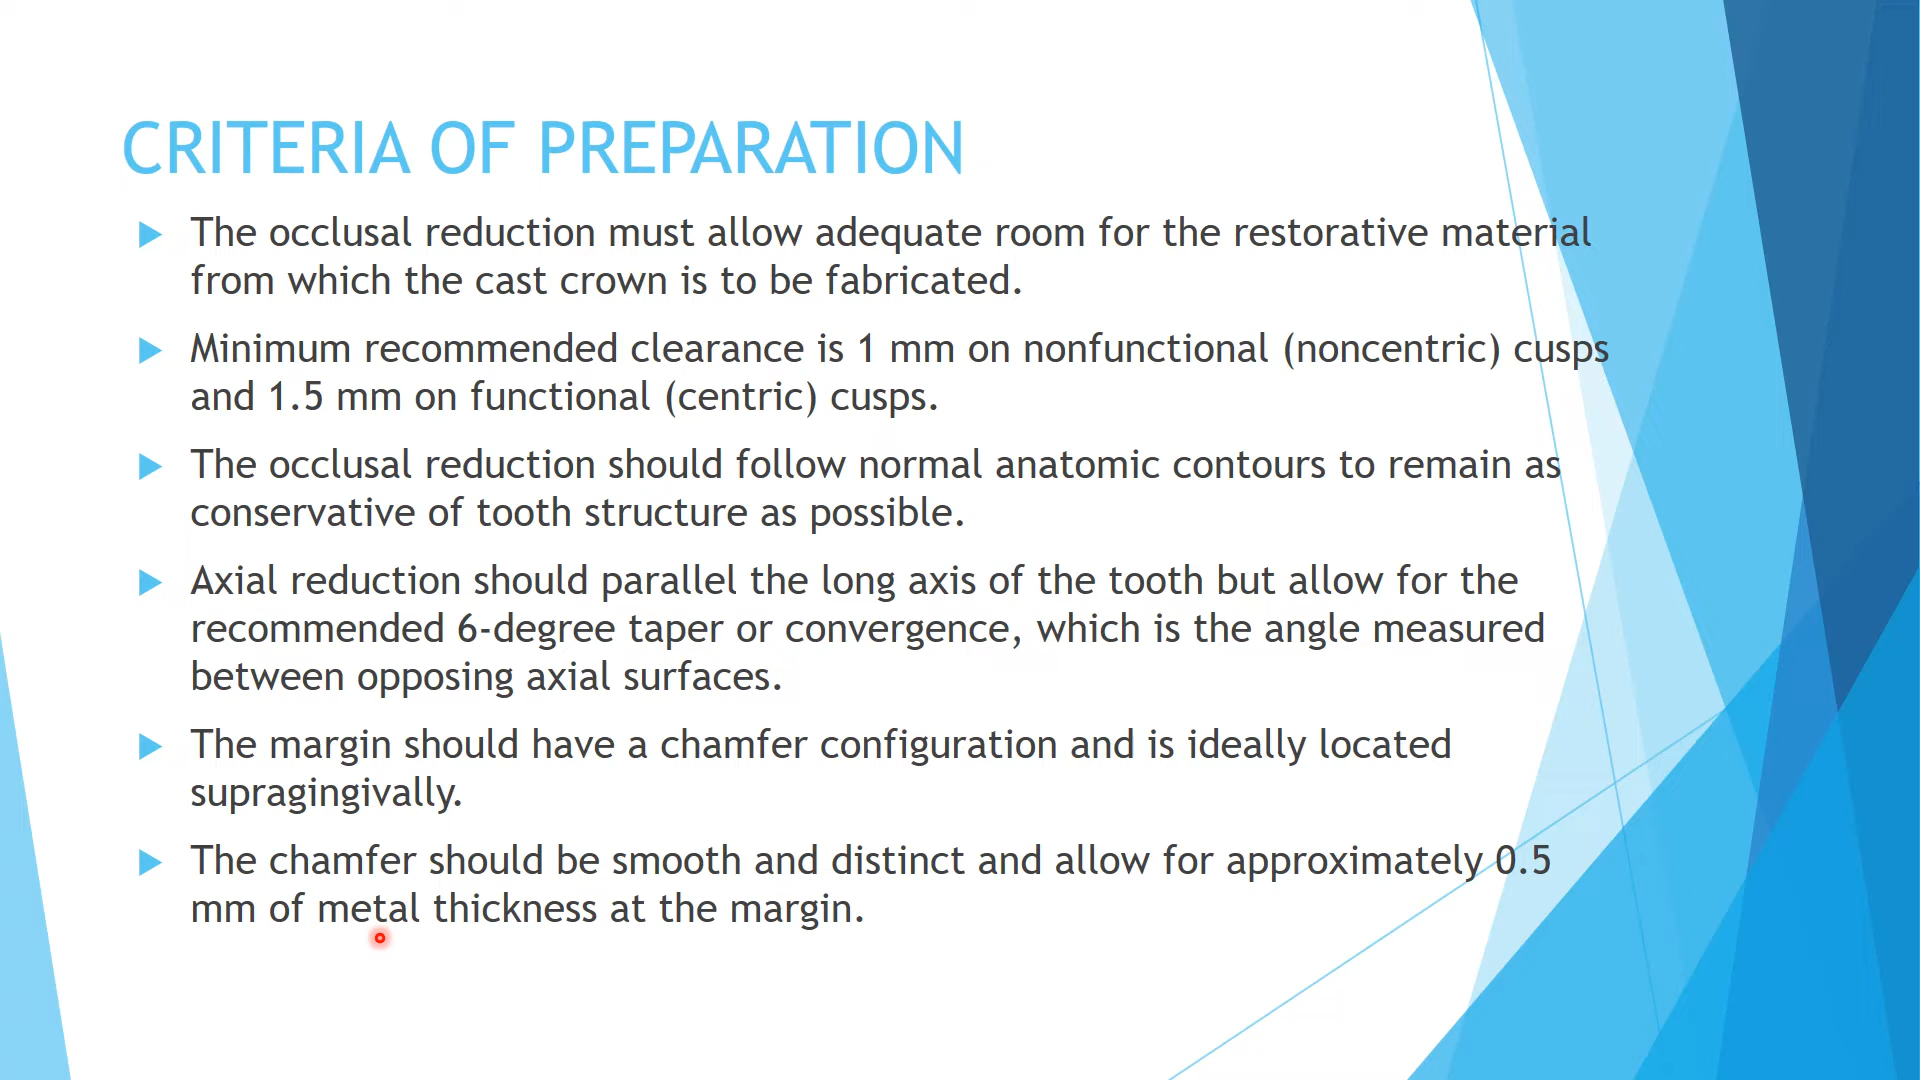 CRITERIA OF PREPARATION
The occlusal reduction must allow adequate room for the restorative material
from which the cast crown is to be fabricated.
Minimum recommended clearance is 1 mm on nonfunctional (noncentric) cusps
and 1.5 mm on functional (centric) cusps.
The occlusal reduction should follow normal anatomic contours to remain as
conservative of tooth structure as possible.
Axial reduction should parallel the long axis of the tooth but allow for the
recommended 6-degree taper or convergence, which is the angle measured
between opposing axial surfaces.
The margin should have a chamfer configuration and is ideally located
supragingivally.
The chamfer should be smooth and distinct and allow for approximately 0.5
mm of metal thickness at the margin.